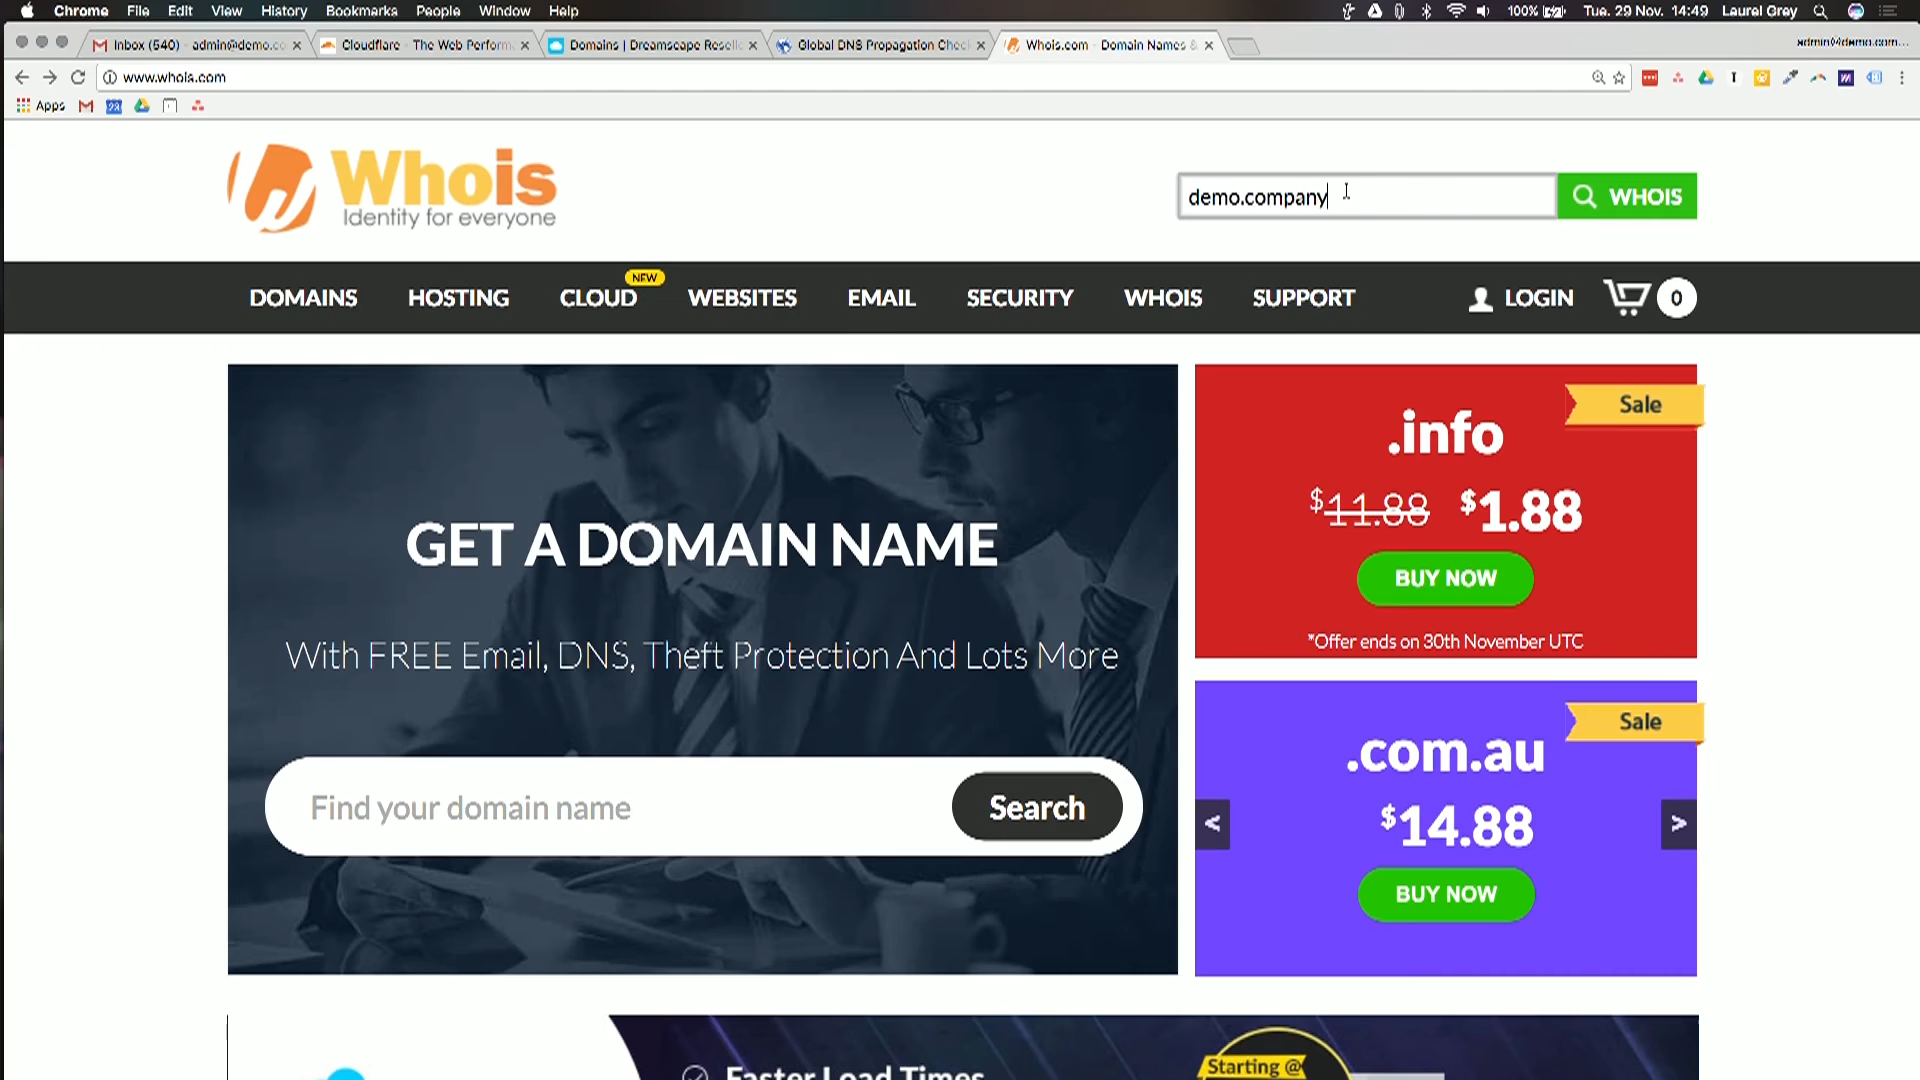 Chrome File Edit View History Bookmarks People Window Help
100% Tue. 29 Nov. 14:49 Laurel Grey
Inbox (540) - admin@demo.co
Cloudflare - The Web Perform
Domains | Dreamscape Reselle
Global DNS Propagation Chec
Whois.com - Domain Names &
www.whois.com
Apps
Whois
Identity for everyone
demo.company
WHOIS
NEW
DOMAINS HOSTING CLOUD WEBSITES EMAIL SECURITY WHOIS SUPPORT LOGIN 0
GET A DOMAIN NAME
With FREE Email, DNS, Theft Protection And Lots More
Find your domain name
Search
Sale
.info
$11.88 $1.88
BUY NOW
*Offer ends on 30th November UTC
Sale
.com.au
$14.88
< >
BUY NOW
Faster Load Times
Starting @